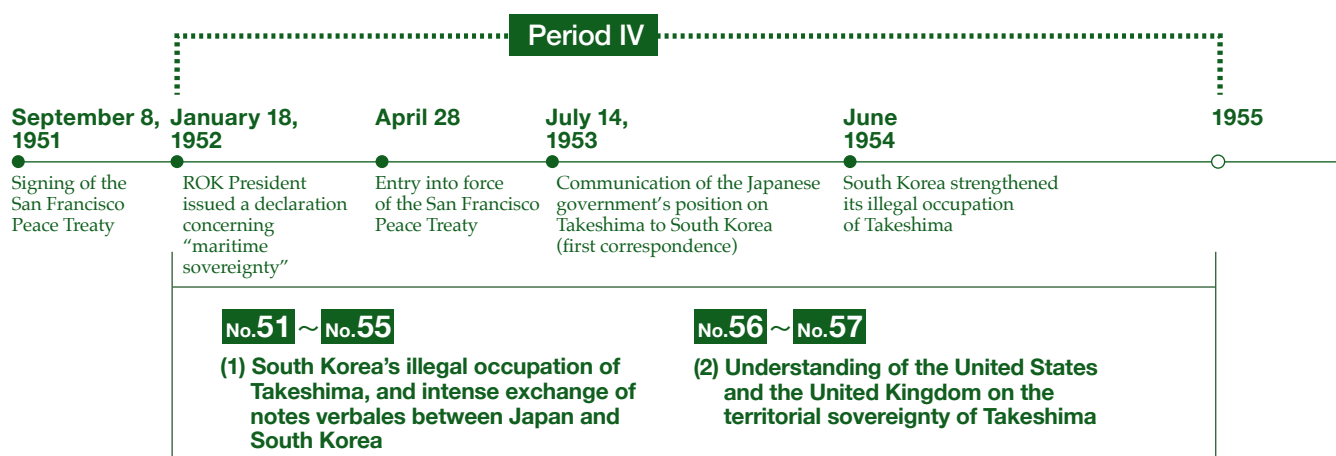 Period IV
September 8,
1951
January 18,
1952
April 28
July 14,
1953
June
1954
1955
Signing of the
San Francisco
Peace Treaty
ROK President
issued a declaration
concerning
“maritime
sovereignty”
Entry into force
of the San Francisco
Peace Treaty
Communication of the Japanese
government’s position on
Takeshima to South Korea
(first correspondence)
South Korea strengthened
its illegal occupation
of Takeshima
No.51 ~ No.55
(1) South Korea’s illegal occupation of
Takeshima, and intense exchange of
notes verbales between Japan and
South Korea
No.56 ~ No.57
(2) Understanding of the United States
and the United Kingdom on the
territorial sovereignty of Takeshima